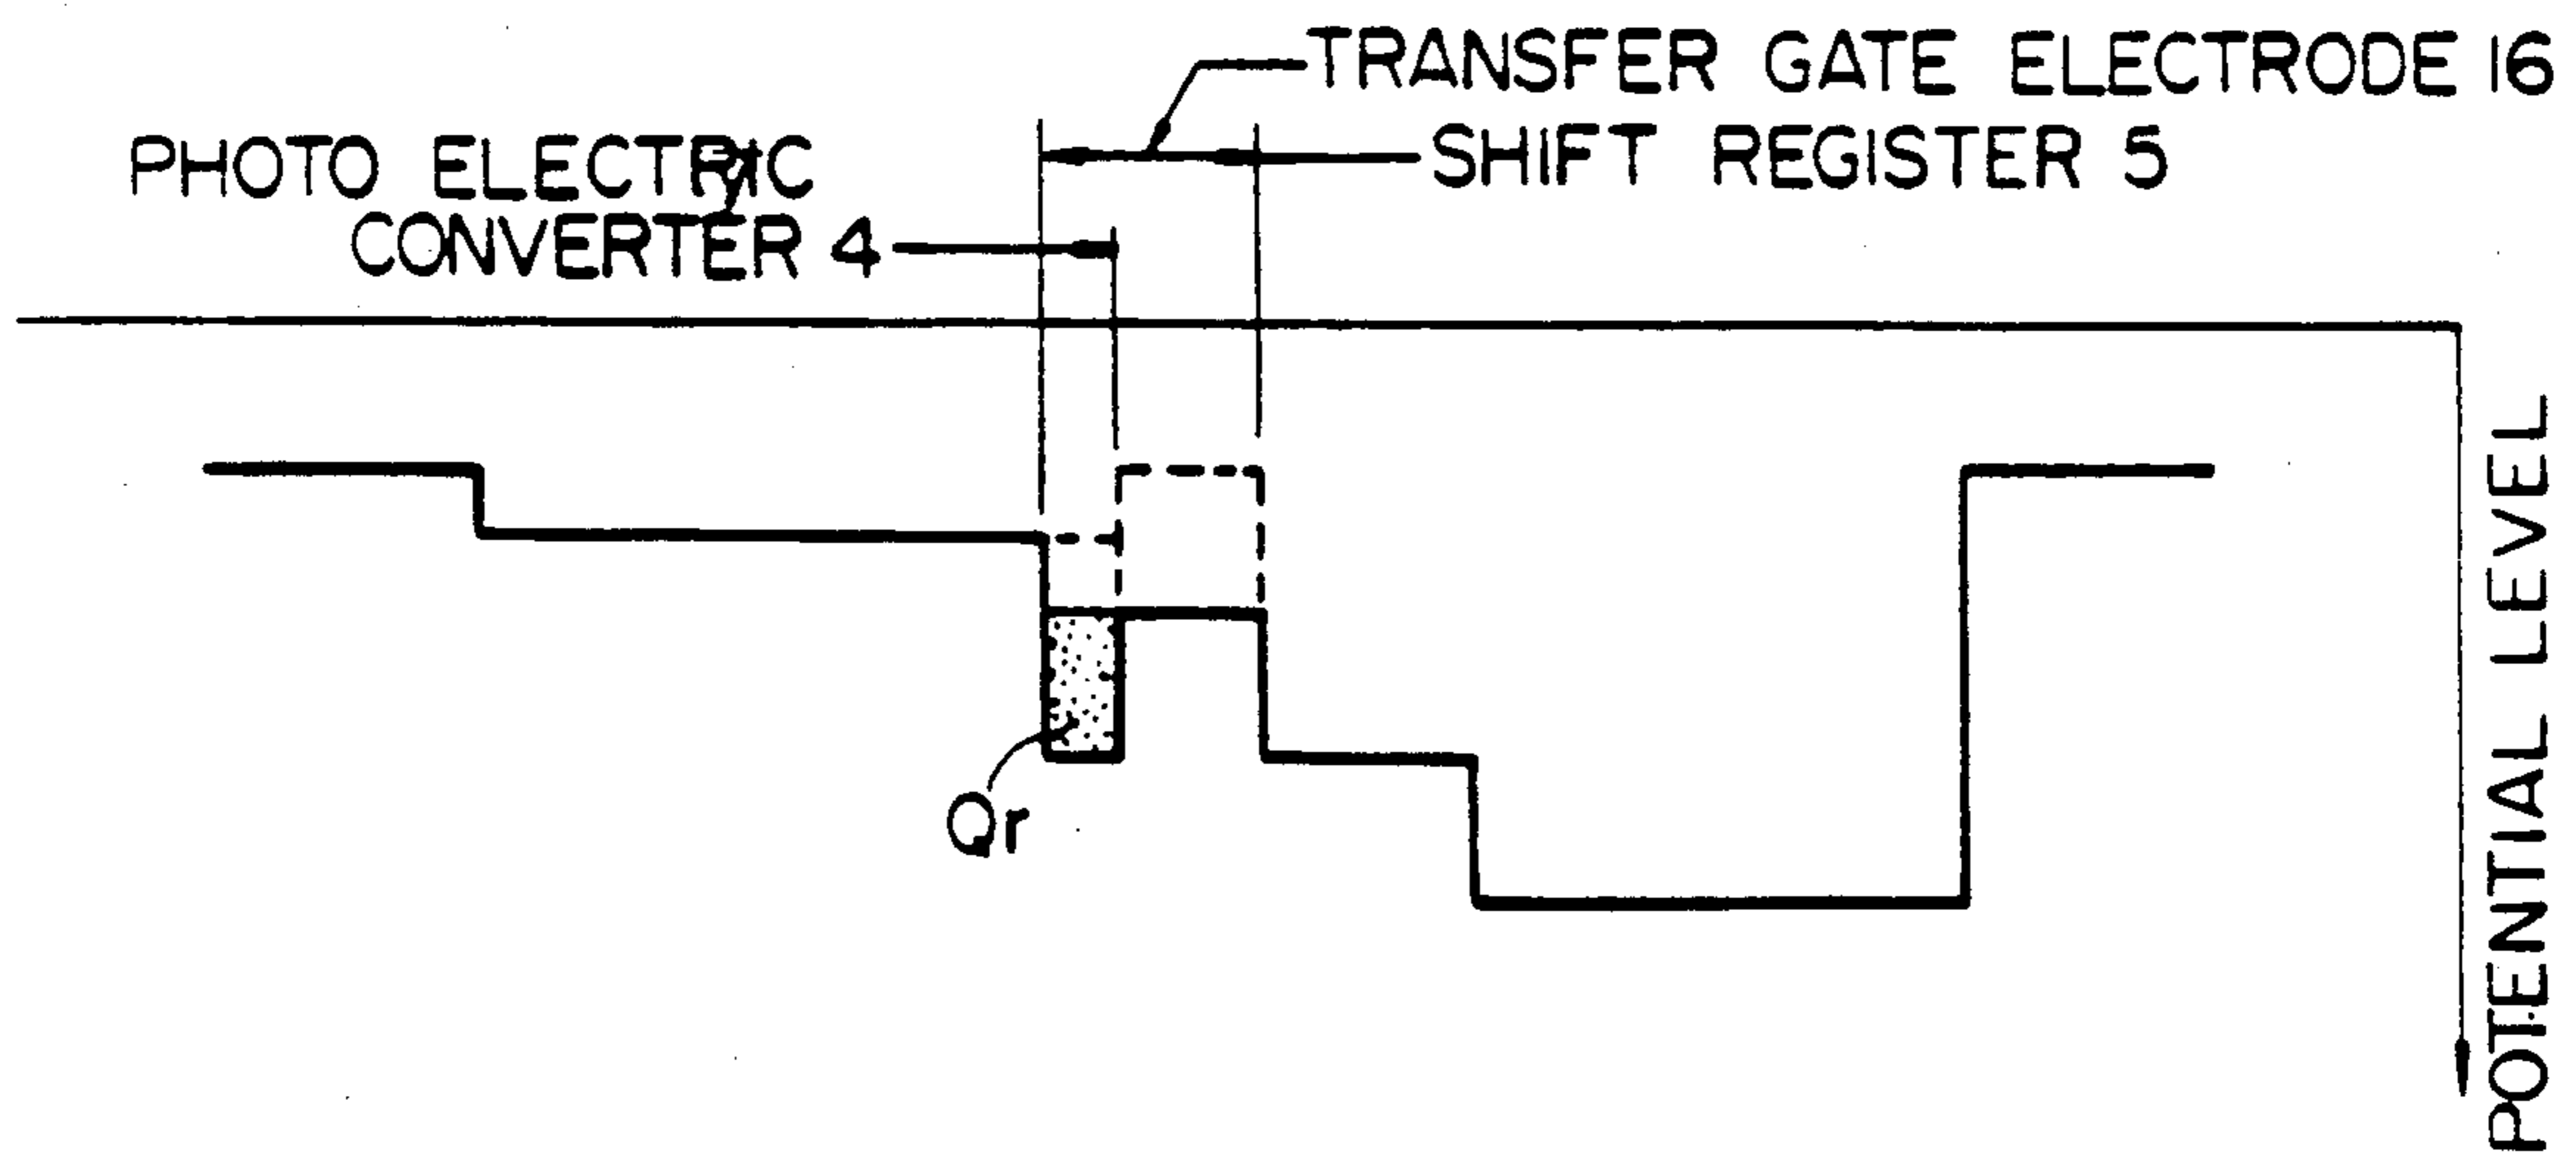 TRANSFER GATE ELECTRODE 16
PHOTO ELECTRIC
CONVERTER 4
SHIFT REGISTER 5
Qr
POTENTIAL LEVEL